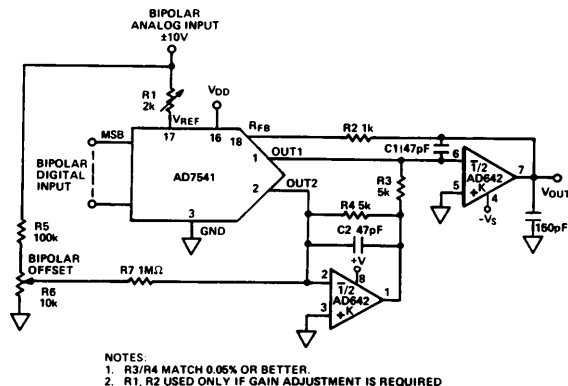 BIPOLAR
ANALOG INPUT
±10V
R1
2k
VREF
17
VDD
16
18
RFB
R2 1k
C1 47pF
MSB
BIPOLAR
DIGITAL
INPUT
AD7541
1
OUT1
2
OUT2
3
GND
R3
5k
R4 5k
C2 47pF
6
5
1/2
AD642
+K
7
4
-VS
VOUT
150pF
R5
100k
BIPOLAR
OFFSET
R6
10k
R7 1MΩ
+V
8
2
3
1/2
AD642
+K
1
NOTES:
1. R3/R4 MATCH 0.05% OR BETTER.
2. R1, R2 USED ONLY IF GAIN ADJUSTMENT IS REQUIRED